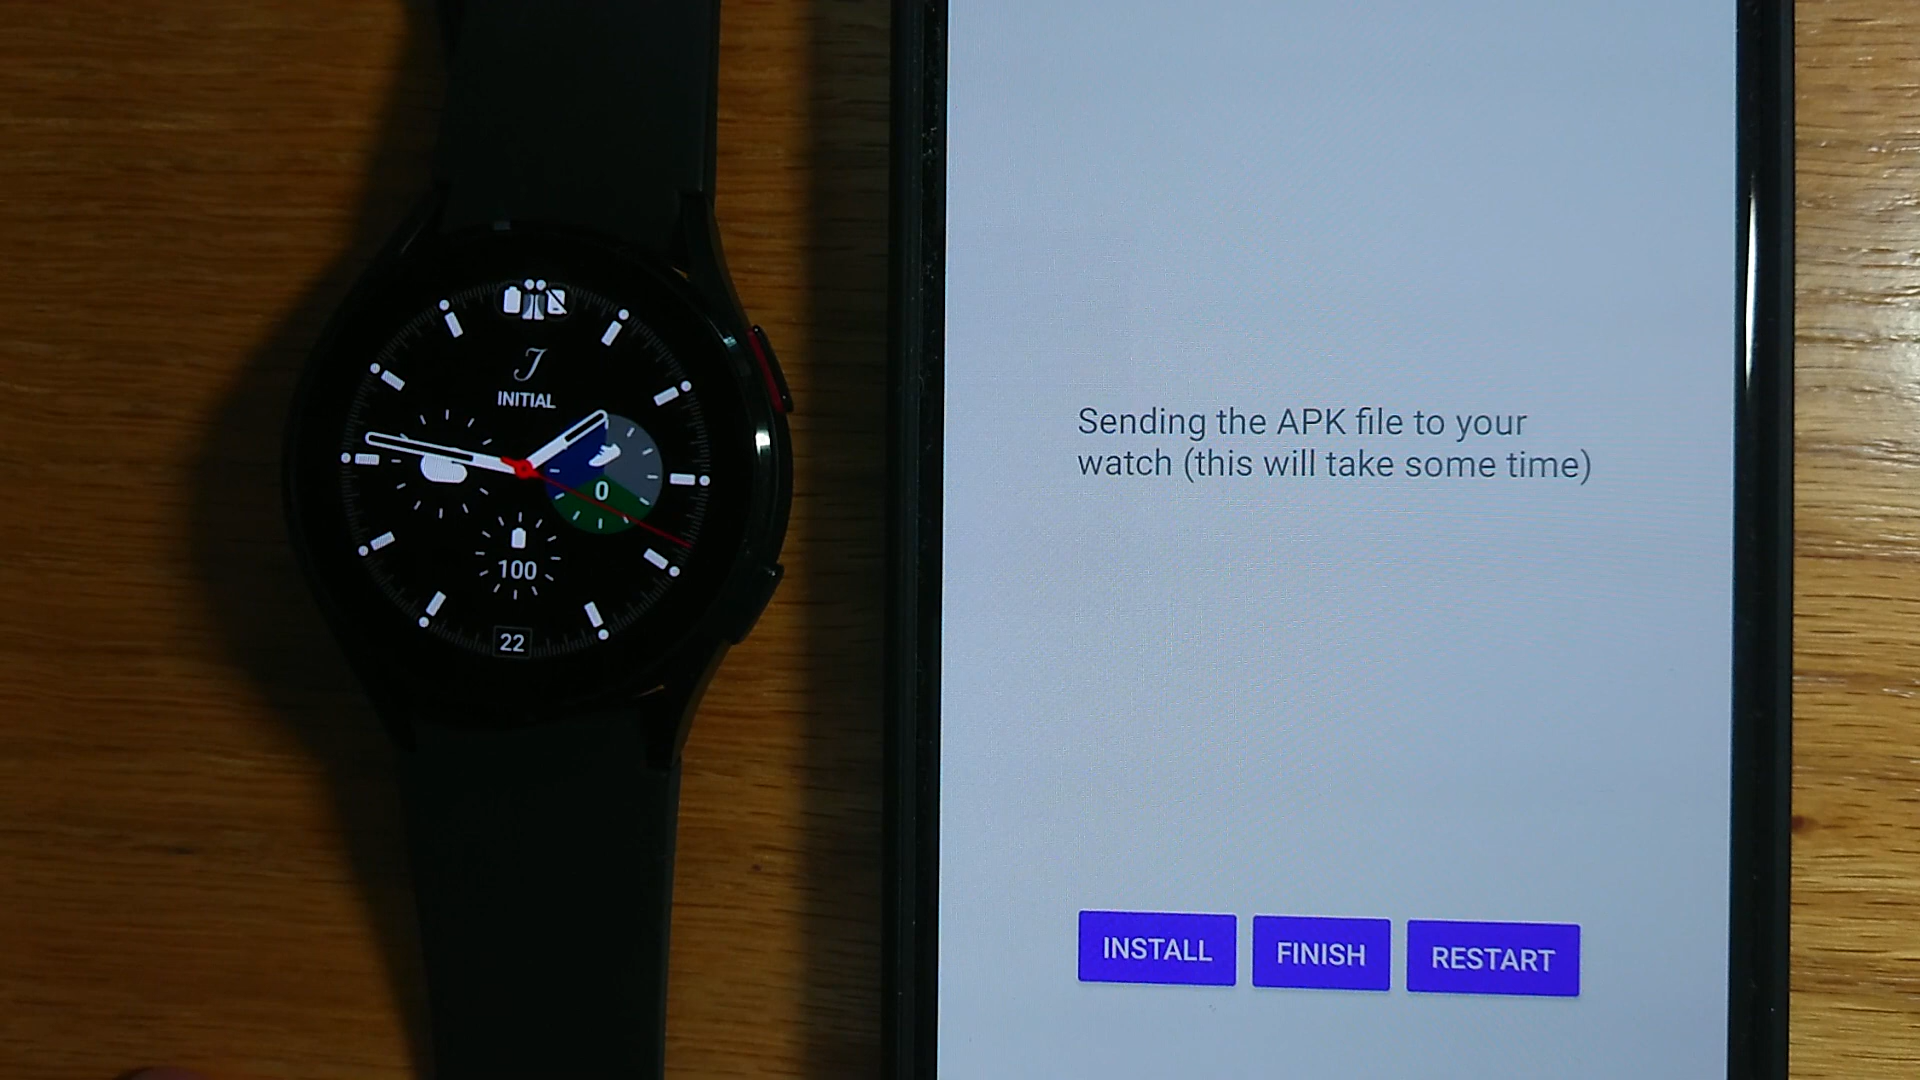 J
INITIAL
0
100
22
Sending the APK file to your
watch (this will take some time)
INSTALL
FINISH
RESTART